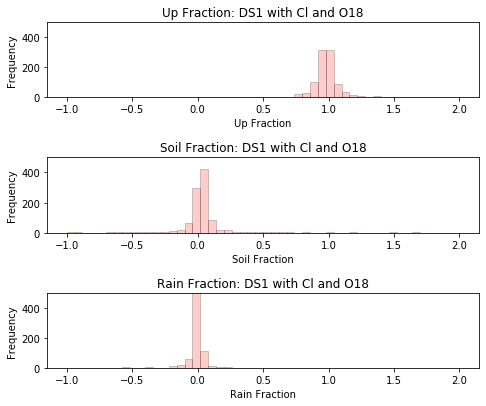 Up Fraction: DS1 with Cl and O18
400
200
0
Frequency
−1.0 −0.5 0.0 0.5 1.0 1.5 2.0
Up Fraction
Soil Fraction: DS1 with Cl and O18
400
200
0
Frequency
−1.0 −0.5 0.0 0.5 1.0 1.5 2.0
Soil Fraction
Rain Fraction: DS1 with Cl and O18
400
200
0
Frequency
−1.0 −0.5 0.0 0.5 1.0 1.5 2.0
Rain Fraction